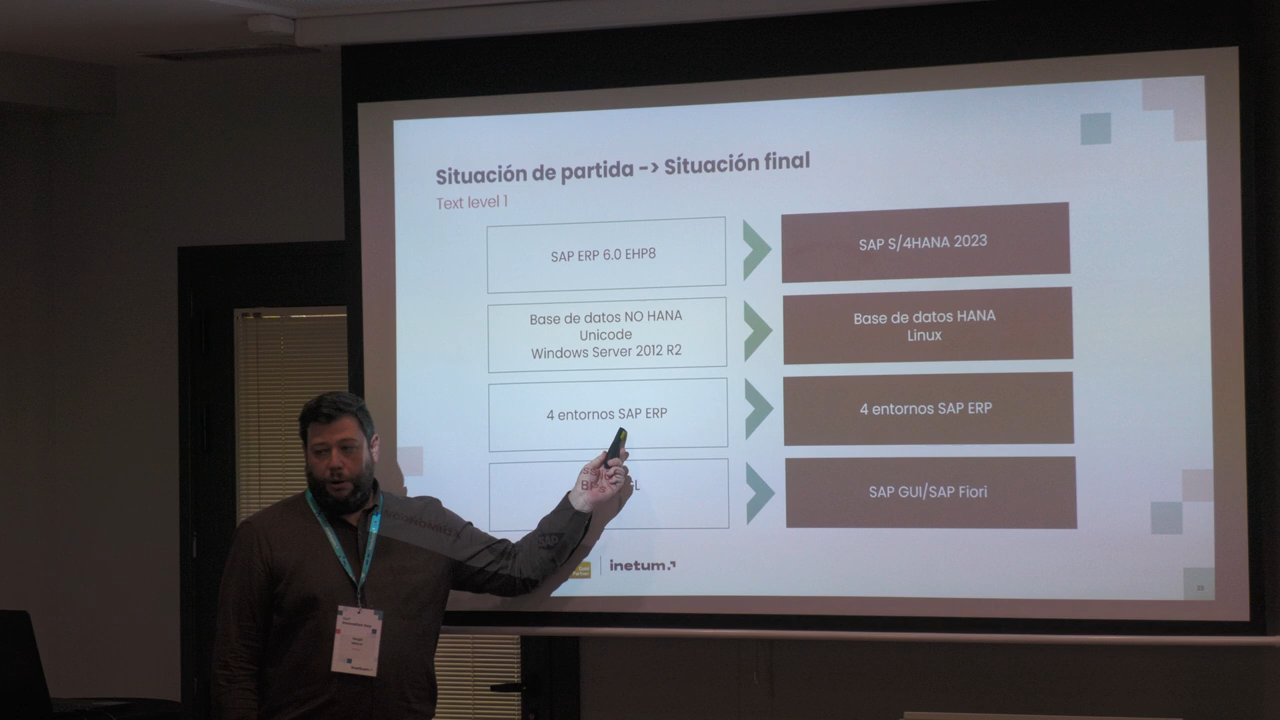 Situación de partida -> Situación final
Text level 1
SAP ERP 6.0 EHP8
SAP S/4HANA 2023
Base de datos NO HANA
Unicode
Windows Server 2012 R2
Base de datos HANA
Linux
4 entornos SAP ERP
4 entornos SAP ERP
SAP GUI/SAP Fiori
inetum.